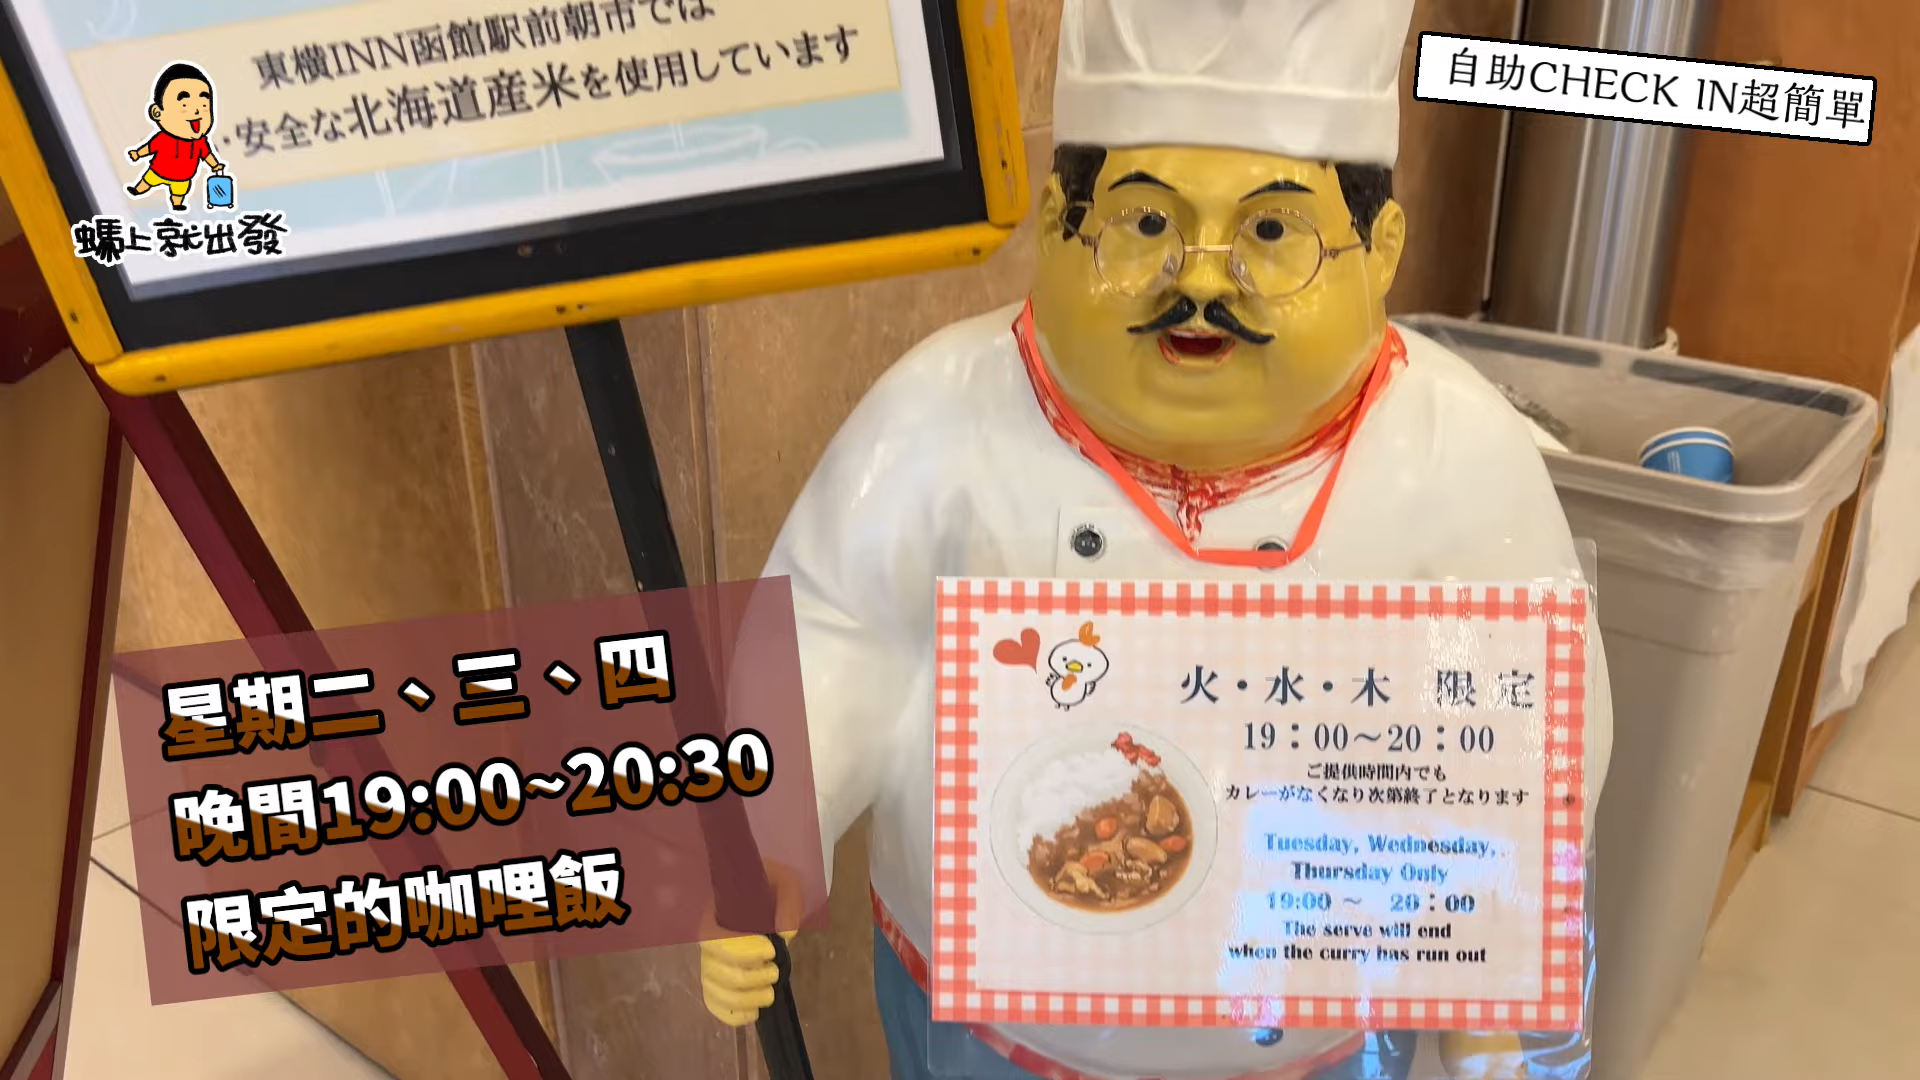 東横INN函館駅前朝市では
・安全な北海道産米を使用しています
螞上就出發
自助CHECK IN超簡單
星期二、三、四
晚間19:00~20:30
限定的咖哩飯
火・水・木 限定
19：00～20：00
ご提供時間内でも
カレーがなくなり次第終了となります
Tuesday, Wednesday,
Thursday Only
19:00 ～ 20：00
The serve will end
when the curry has run out